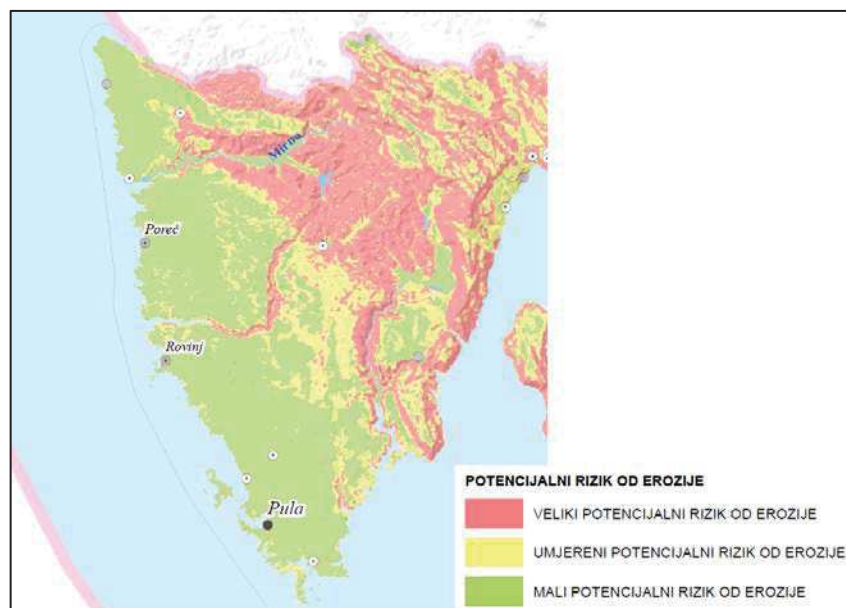 Mirna
Poreč
Rovinj
Pula
POTENCIJALNI RIZIK OD EROZIJE
VELIKI POTENCIJALNI RIZIK OD EROZIJE
UMJERENI POTENCIJALNI RIZIK OD EROZIJE
MALI POTENCIJALNI RIZIK OD EROZIJE